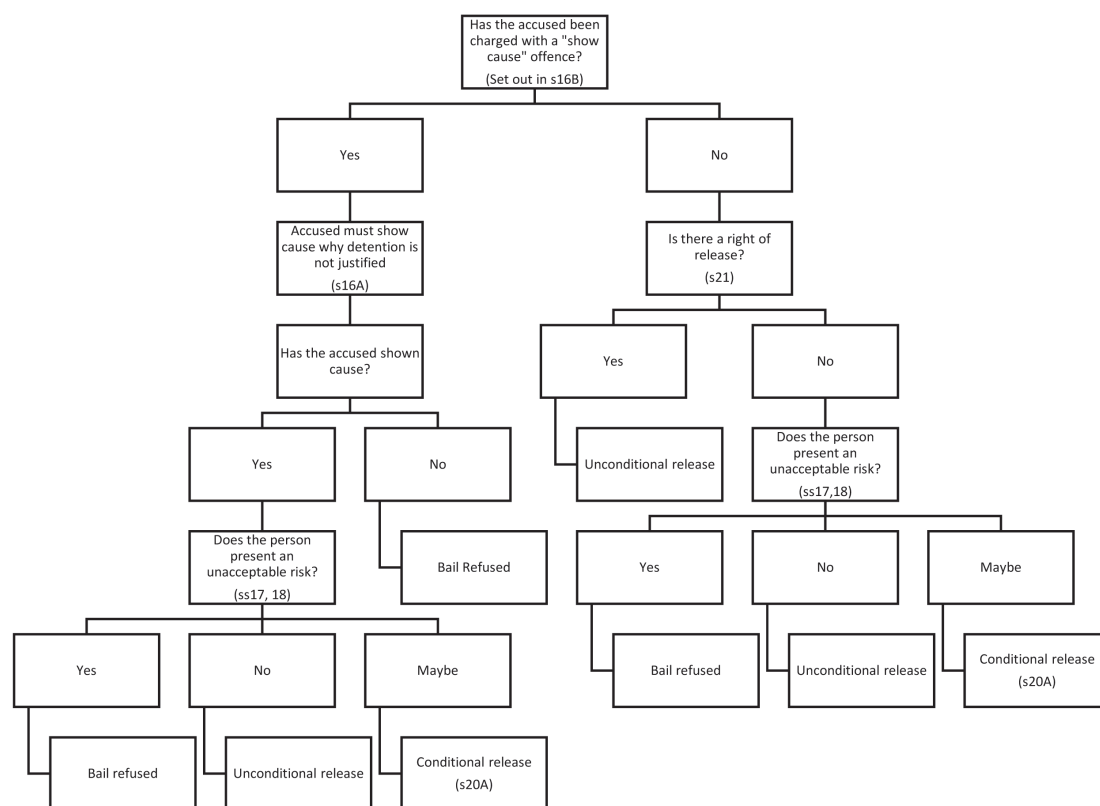 Has the accused been
charged with a "show
cause" offence?
(Set out in s16B)
Yes
No
Accused must show
cause why detention is
not justified
(s16A)
Is there a right of
release?
(s21)
Has the accused shown
cause?
Yes
No
Yes
No
Unconditional release
Does the person
present an
unacceptable risk?
(ss17,18)
Does the person
present an
unacceptable risk?
(ss17, 18)
Bail Refused
Yes
No
Maybe
Yes
No
Maybe
Bail refused
Unconditional release
Conditional release
(s20A)
Bail refused
Unconditional release
Conditional release
(s20A)